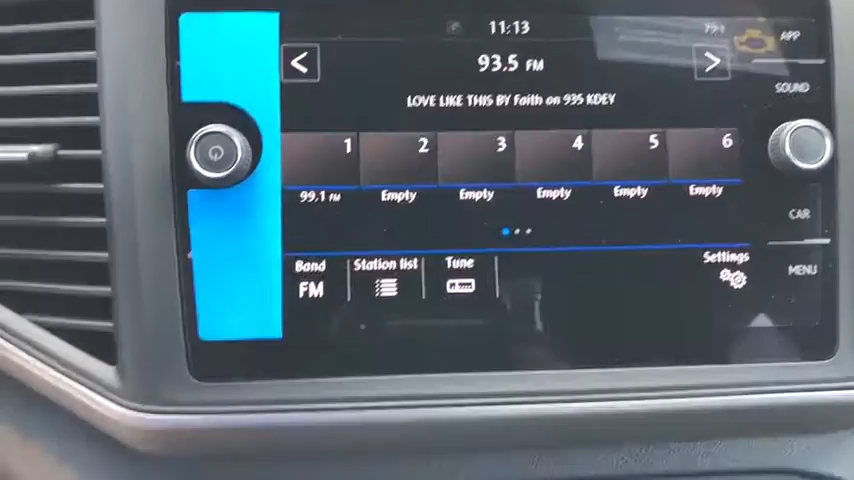 11:13
APP
93.5 FM
SOUND
LOVE LIKE THIS BY Faith on 935 KDEY
1 2 3 4 5 6
99.1 FM Empty Empty Empty Empty Empty
CAR
Band Station list Tune Settings
FM
MENU